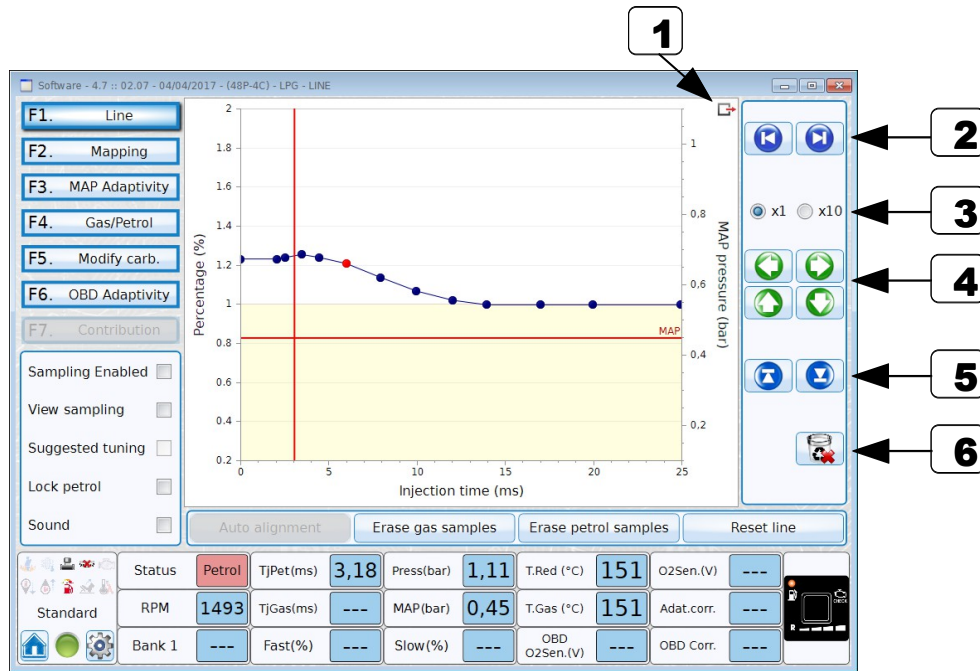 1
Software - 4.7 :: 02.07 - 04/04/2017 - (48P-4C) - LPG - LINE
F1. Line
F2. Mapping
F3. MAP Adaptivity
F4. Gas/Petrol
F5. Modify carb.
F6. OBD Adaptivity
F7. Contribution
Sampling Enabled
View sampling
Suggested tuning
Lock petrol
Sound
Percentage (%)
2
1.8
1.6
1.4
1.2
1
0.8
0.6
0.4
0.2
0 5 10 15 20 25
Injection time (ms)
MAP
1
0,8
0,6
0,4
0,2
MAP pressure (bar)
2
x1 x10
3
4
5
6
Auto alignment Erase gas samples Erase petrol samples Reset line
Status Petrol TjPet(ms) 3,18 Press(bar) 1,11 T.Red (°C) 151 O2Sen.(V) ---
Standard
RPM 1493 TjGas(ms) --- MAP(bar) 0,45 T.Gas (°C) 151 Adat.corr. ---
Bank 1 --- Fast(%) --- Slow(%) --- OBD O2Sen.(V) --- OBD Corr. ---
CHECK
R